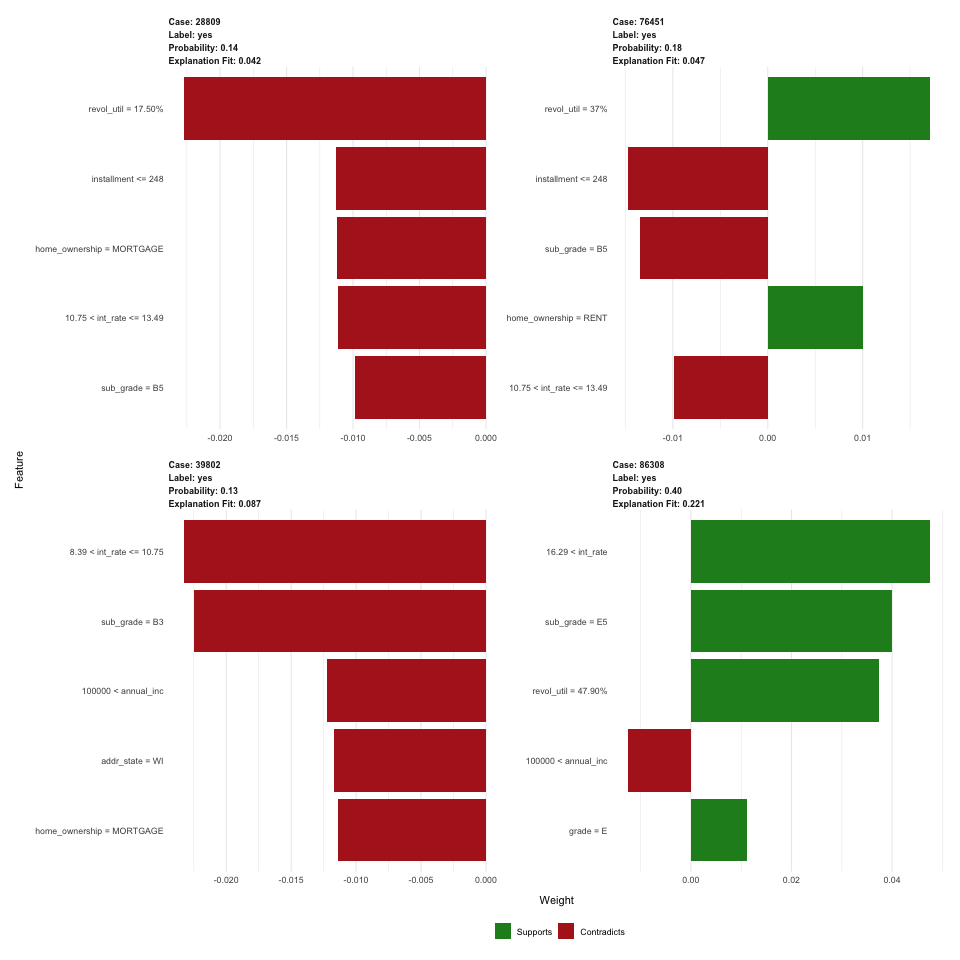 Case: 28809
Label: yes
Probability: 0.14
Explanation Fit: 0.042
revol_util = 17.50%
installment <= 248
home_ownership = MORTGAGE
10.75 < int_rate <= 13.49
sub_grade = B5
-0.020 -0.015 -0.010 -0.005 0.000
Case: 76451
Label: yes
Probability: 0.18
Explanation Fit: 0.047
revol_util = 37%
installment <= 248
sub_grade = B5
home_ownership = RENT
10.75 < int_rate <= 13.49
-0.01 0.00 0.01
Feature
Case: 39802
Label: yes
Probability: 0.13
Explanation Fit: 0.087
8.39 < int_rate <= 10.75
sub_grade = B3
100000 < annual_inc
addr_state = WI
home_ownership = MORTGAGE
-0.020 -0.015 -0.010 -0.005 0.000
Case: 86308
Label: yes
Probability: 0.40
Explanation Fit: 0.221
16.29 < int_rate
sub_grade = E5
revol_util = 47.90%
100000 < annual_inc
grade = E
0.00 0.02 0.04
Weight
Supports Contradicts